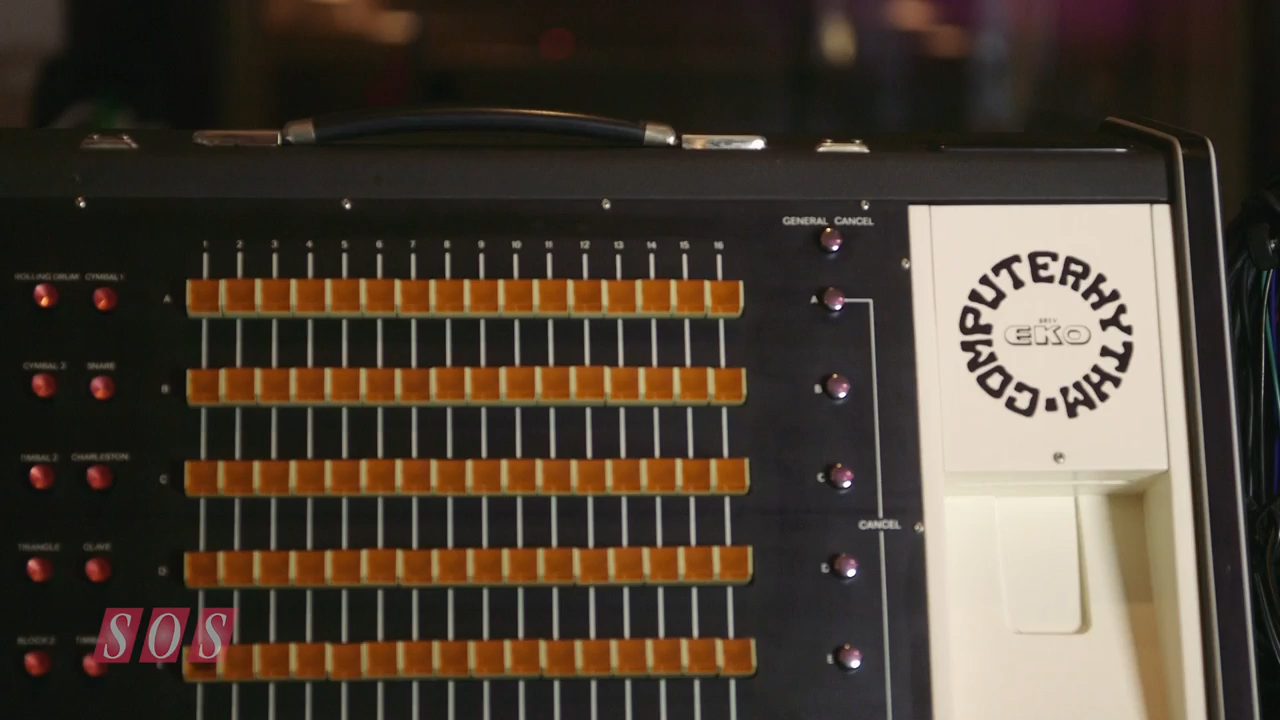 GENERAL CANCEL
1 2 3 4 5 6 7 8 9 10 11 12 13 14 15 16
ROLLING DRUM CYMBAL 1
A A
COMPUTERHYTHM
EKO
CYMBAL 2 SNARE
B B
TIMBAL 2 CHARLESTON
C C
CANCEL
TRIANGLE CLAVE
D D
BLOCK 2
E
SOS